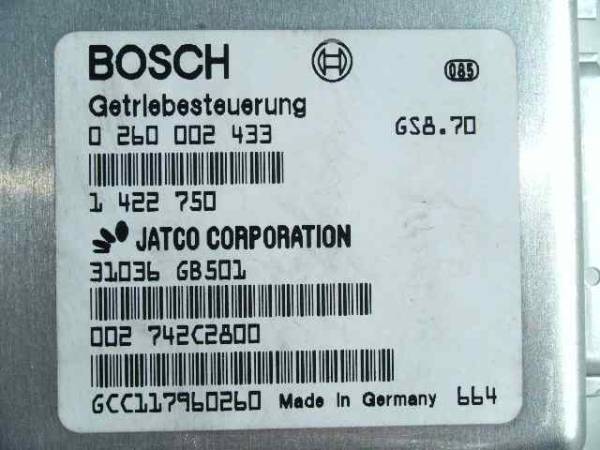 BOSCH 085
Getriebesteuerung
0 260 002 433 GS8.70
1 422 750
JATCO CORPORATION
31036 GB501
002 742C2800
GCC117960260 Made in Germany 664